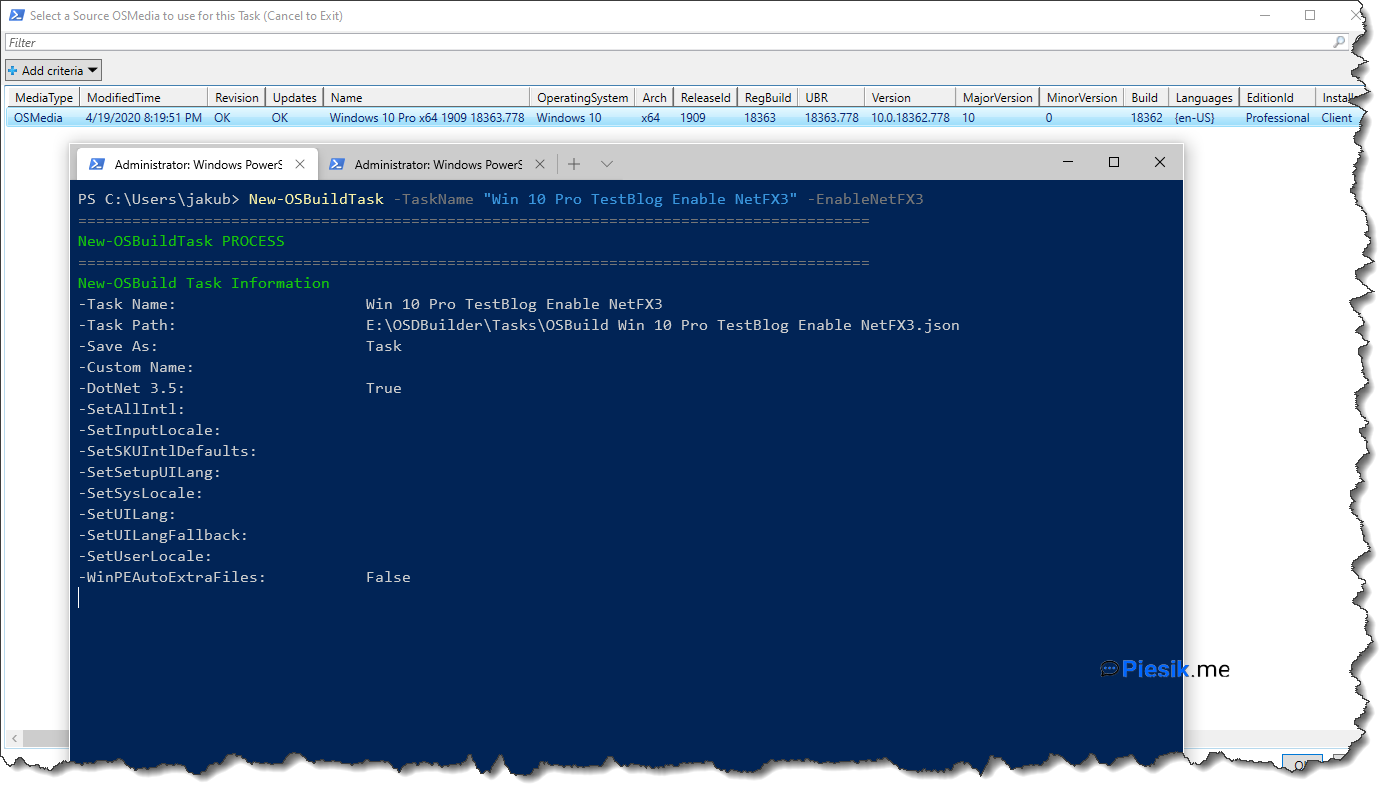 Select a Source OSMedia to use for this Task (Cancel to Exit)
Filter
Add criteria
MediaType ModifiedTime Revision Updates Name OperatingSystem Arch ReleaseId RegBuild UBR Version MajorVersion MinorVersion Build Languages EditionId
OSMedia 4/19/2020 8:19:51 PM OK OK Windows 10 Pro x64 1909 18363.778 Windows 10 x64 1909 18363 18363.778 10.0.18362.778 10 0 18362 {en-US} Professional Client
Administrator: Windows PowerS Administrator: Windows PowerS
PS C:\Users\jakub> New-OSBuildTask -TaskName "Win 10 Pro TestBlog Enable NetFX3" -EnableNetFX3
========================================================================================
New-OSBuildTask PROCESS
========================================================================================
New-OSBuild Task Information
-Task Name: Win 10 Pro TestBlog Enable NetFX3
-Task Path: E:\OSDBuilder\Tasks\OSBuild Win 10 Pro TestBlog Enable NetFX3.json
-Save As: Task
-Custom Name:
-DotNet 3.5: True
-SetAllIntl:
-SetInputLocale:
-SetSKUIntlDefaults:
-SetSetupUILang:
-SetSysLocale:
-SetUILang:
-SetUILangFallback:
-SetUserLocale:
-WinPEAutoExtraFiles: False
Piesik.me